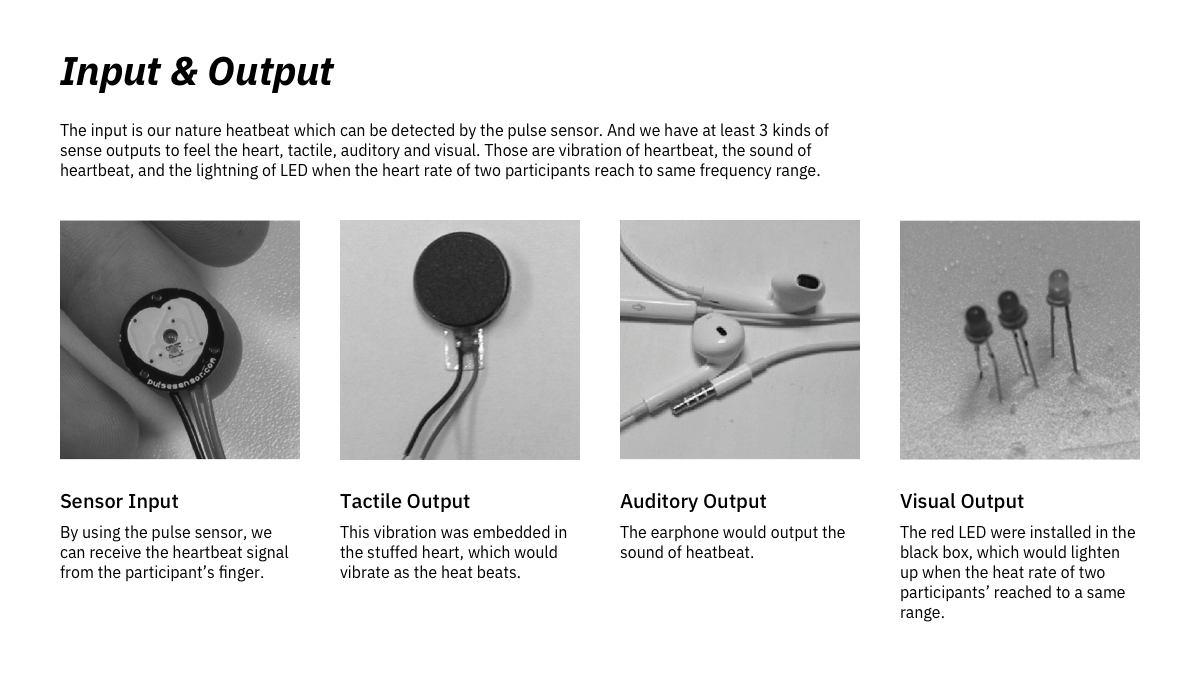 Input & Output
The input is our nature heatbeat which can be detected by the pulse sensor. And we have at least 3 kinds of
sense outputs to feel the heart, tactile, auditory and visual. Those are vibration of heartbeat, the sound of
heartbeat, and the lightning of LED when the heart rate of two participants reach to same frequency range.
pulsesensor.com
Sensor Input
By using the pulse sensor, we
can receive the heartbeat signal
from the participant’s finger.
Tactile Output
This vibration was embedded in
the stuffed heart, which would
vibrate as the heat beats.
Auditory Output
The earphone would output the
sound of heatbeat.
Visual Output
The red LED were installed in the
black box, which would lighten
up when the heat rate of two
participants’ reached to a same
range.